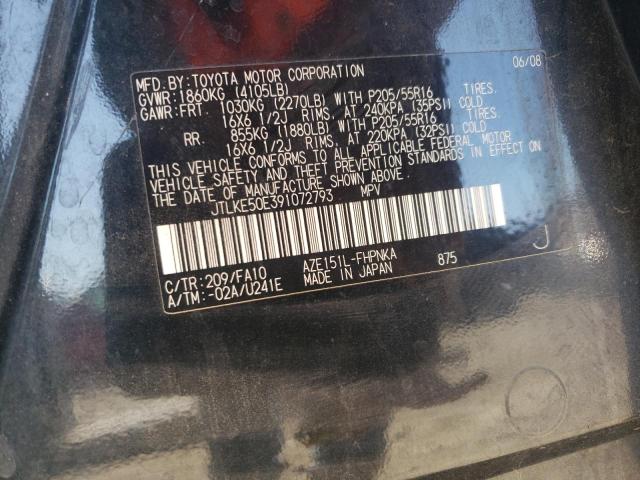 MFD.BY:TOYOTA MOTOR CORPORATION 06/08
GVWR:1860KG (4105LB)
GAWR:FRT 1030KG (2270LB) WITH P205/55R16 TIRES.
16X6 1/2J RIMS, AT 240KPA (35PSI) COLD
RR 855KG (1880LB) WITH P205/55R16 TIRES.
16X6 1/2J RIMS, AT 220KPA (32PSI) COLD
THIS VEHICLE CONFORMS TO ALL APPLICABLE FEDERAL MOTOR
VEHICLE SAFETY AND THEFT PREVENTION STANDARDS IN EFFECT ON
THE DATE OF MANUFACTURE SHOWN ABOVE.
JTLKE50E391072793 MPV
C/TR:209/FA10 AZE151L-FHPNKA 875 J
A/TM:-02A/U241E MADE IN JAPAN